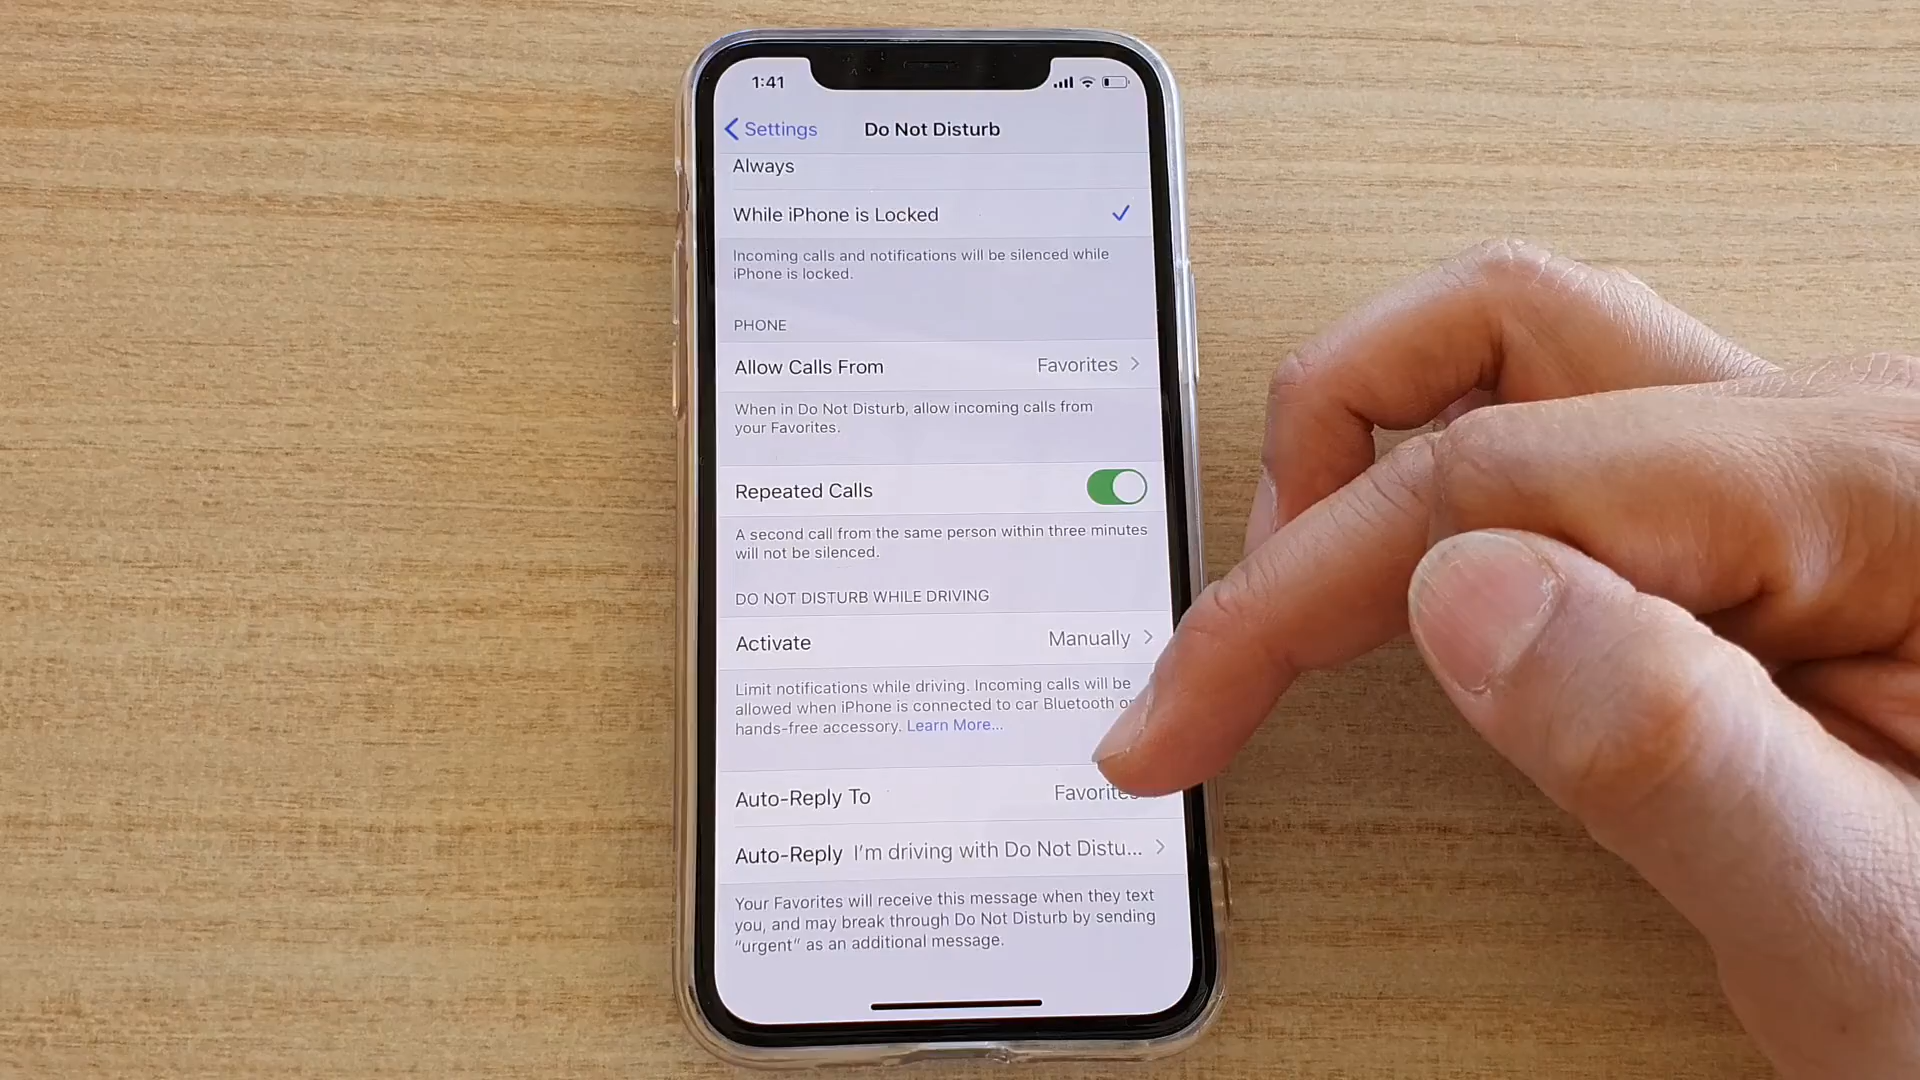 1:41
Settings
Do Not Disturb
Always
While iPhone is Locked
Incoming calls and notifications will be silenced while
iPhone is locked.
PHONE
Allow Calls From Favorites
When in Do Not Disturb, allow incoming calls from
your Favorites.
Repeated Calls
A second call from the same person within three minutes
will not be silenced.
DO NOT DISTURB WHILE DRIVING
Activate Manually
Limit notifications while driving. Incoming calls will be
allowed when iPhone is connected to car Bluetooth or
hands-free accessory. Learn More...
Auto-Reply To Favorites
Auto-Reply I'm driving with Do Not Distu...
Your Favorites will receive this message when they text
you, and may break through Do Not Disturb by sending
“urgent” as an additional message.